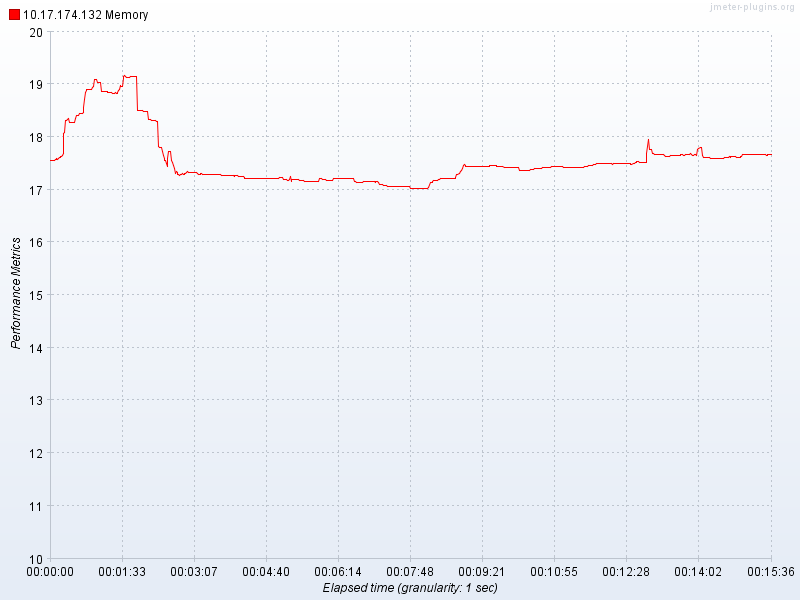 10.17.174.132 Memory
jmeter-plugins.org
20
19
18
17
16
15
14
13
12
11
10
Performance Metrics
00:00:00 00:01:33 00:03:07 00:04:40 00:06:14 00:07:48 00:09:21 00:10:55 00:12:28 00:14:02 00:15:36
Elapsed time (granularity: 1 sec)